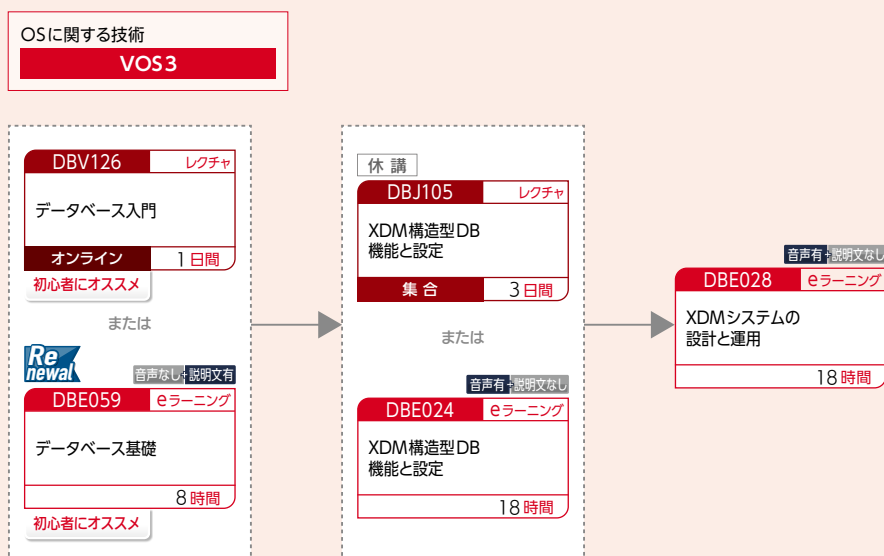 OSに関する技術
VOS3
DBV126 レクチャ
データベース入門
オンライン 1日間
初心者にオススメ
または
Renewal
音声なし+説明文有
DBE059 eラーニング
データベース基礎
8時間
初心者にオススメ
休講
DBJ105 レクチャ
XDM構造型DB
機能と設定
集合 3日間
または
音声有+説明文なし
DBE024 eラーニング
XDM構造型DB
機能と設定
18時間
音声有+説明文なし
DBE028 eラーニング
XDMシステムの
設計と運用
18時間